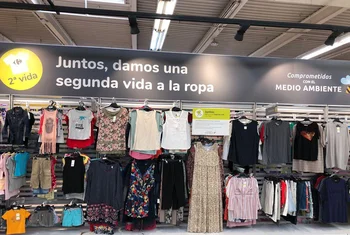 2ª vida
Juntos, damos una
segunda vida a la ropa
Comprometidos
CON EL
MEDIO AMBIENTE